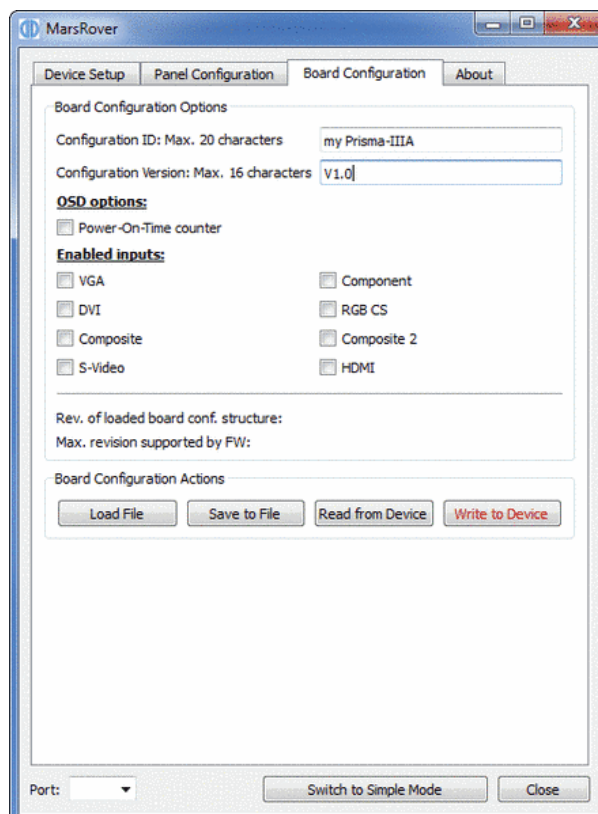 MarsRover
Device Setup Panel Configuration Board Configuration About
Board Configuration Options
Configuration ID: Max. 20 characters my Prisma-IIIA
Configuration Version: Max. 16 characters V1.0
OSD options:
Power-On-Time counter
Enabled inputs:
VGA Component
DVI RGB CS
Composite Composite 2
S-Video HDMI
Rev. of loaded board conf. structure:
Max. revision supported by FW:
Board Configuration Actions
Load File Save to File Read from Device Write to Device
Port: Switch to Simple Mode Close